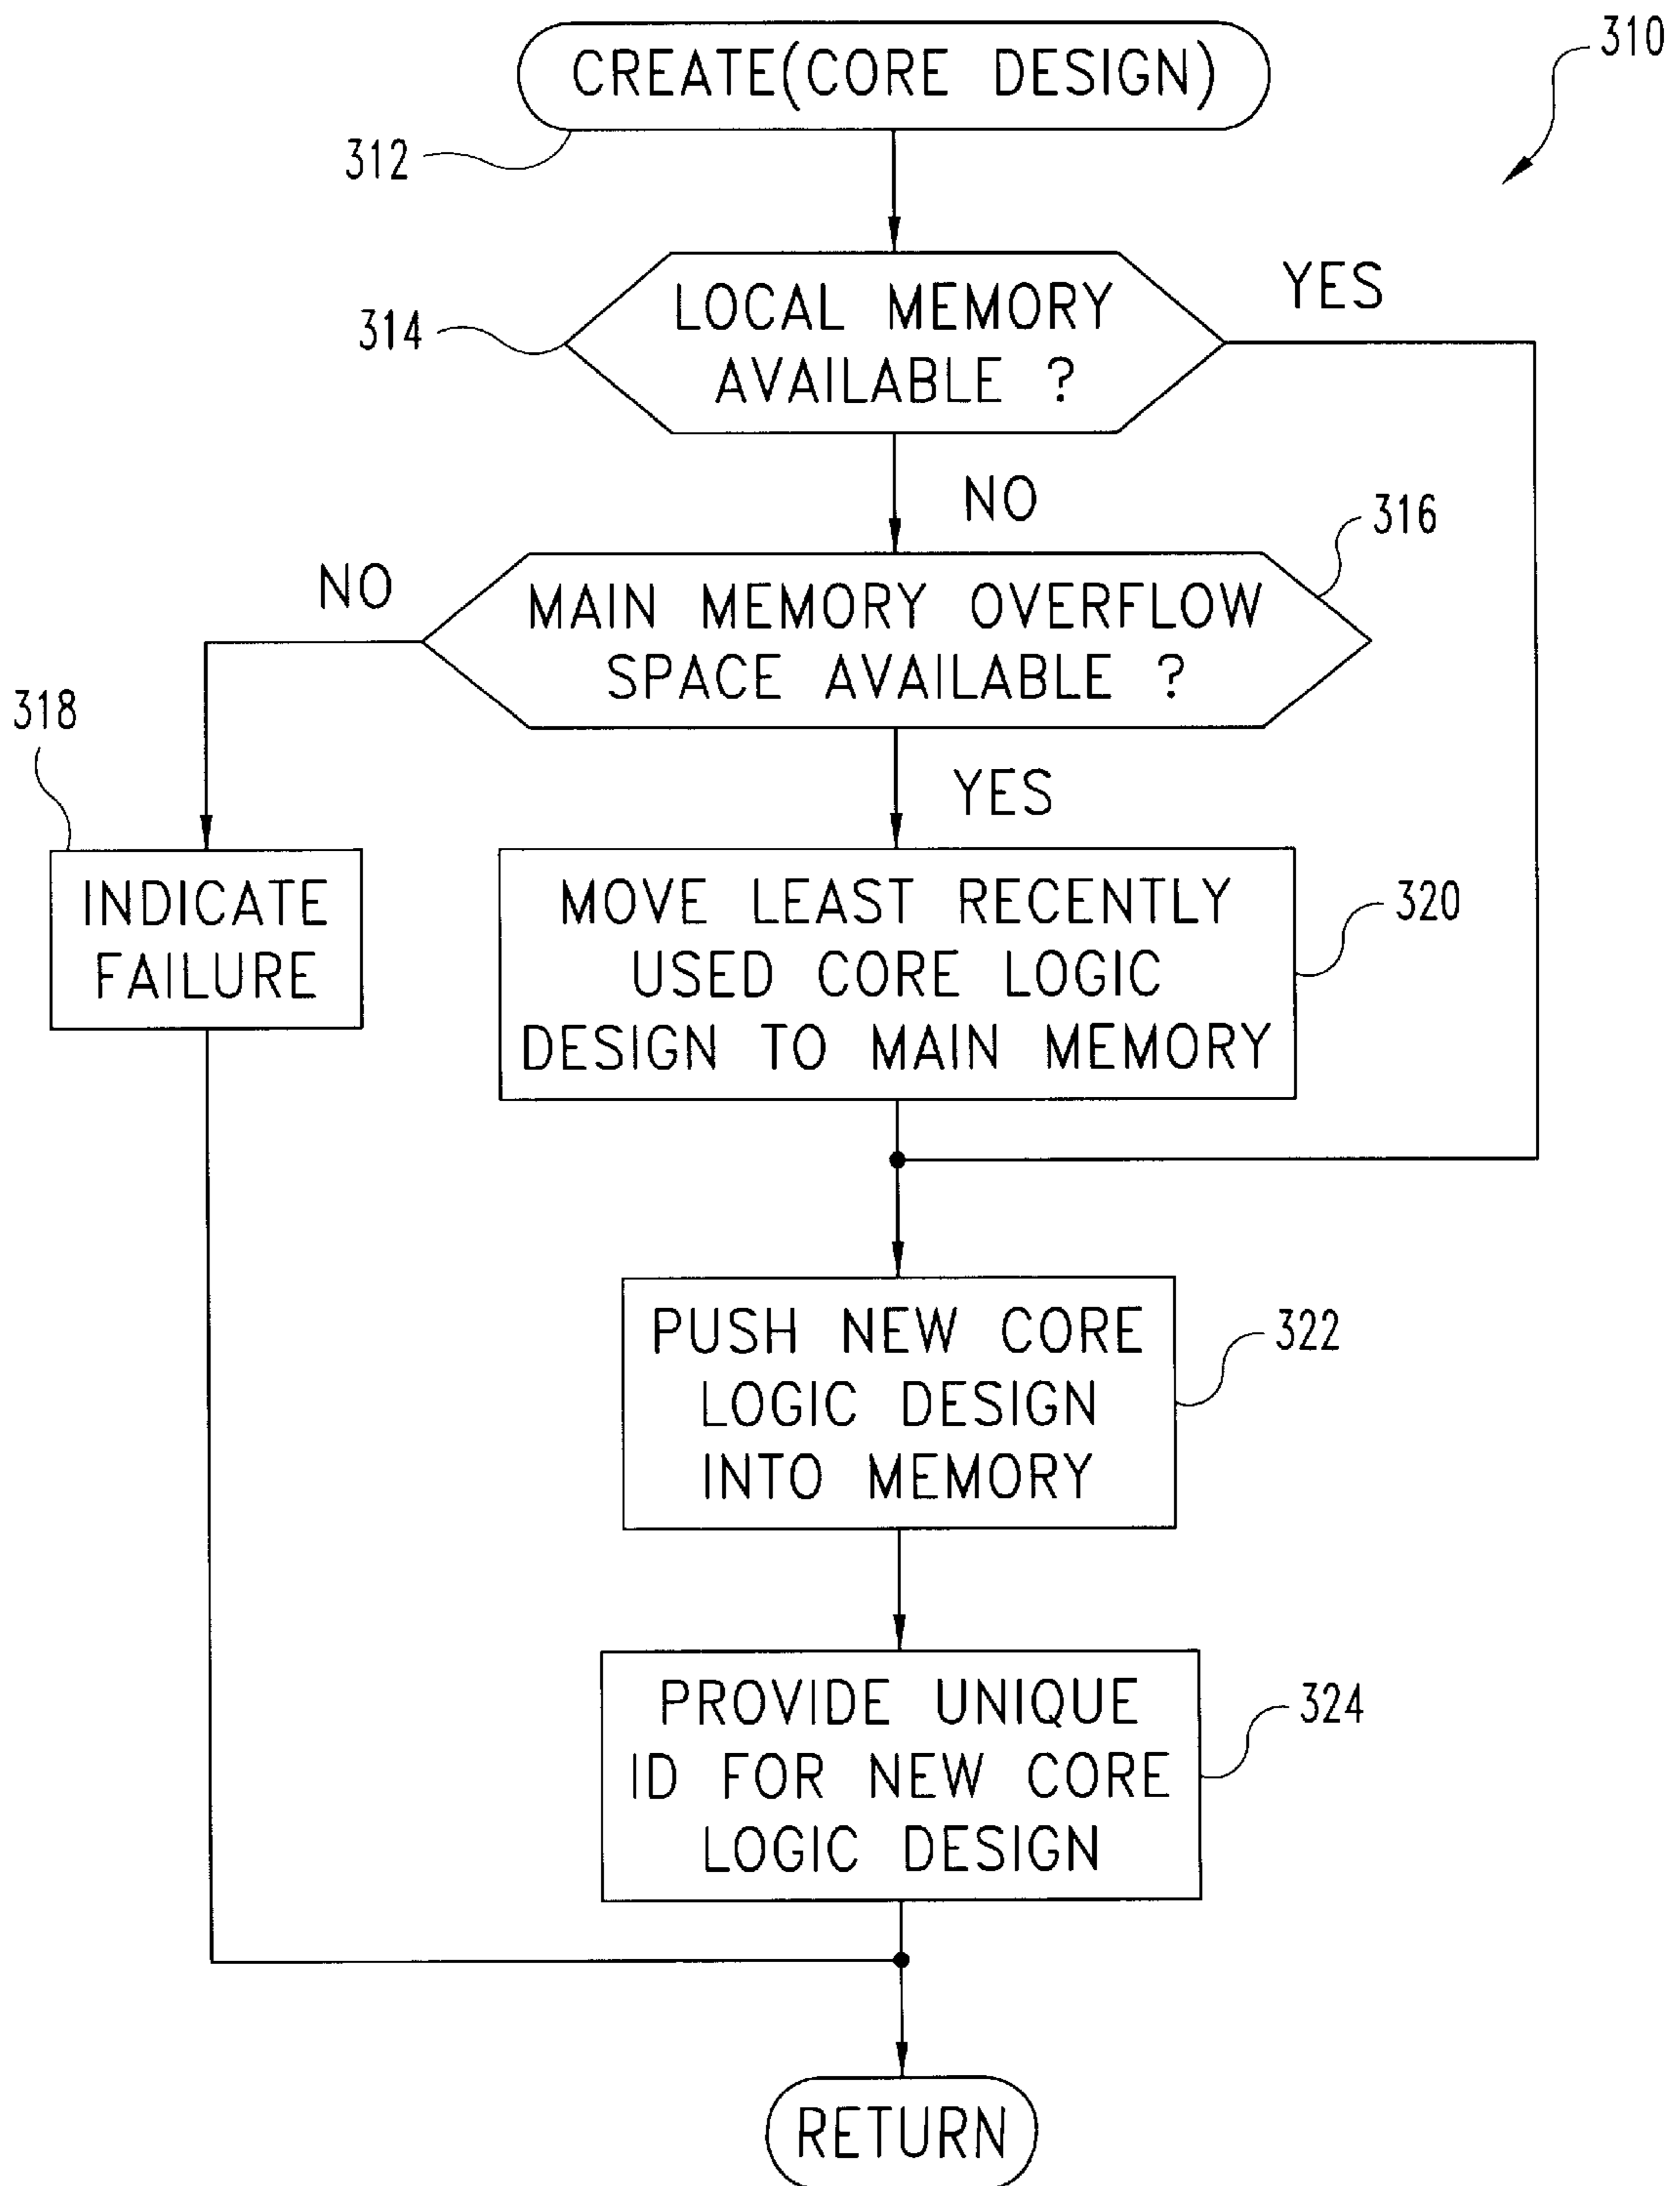 310
CREATE(CORE DESIGN)
312
LOCAL MEMORY
AVAILABLE ?
YES
314
NO
316
NO
MAIN MEMORY OVERFLOW
SPACE AVAILABLE ?
318
YES
INDICATE
FAILURE
MOVE LEAST RECENTLY
USED CORE LOGIC
DESIGN TO MAIN MEMORY
320
PUSH NEW CORE
LOGIC DESIGN
INTO MEMORY
322
PROVIDE UNIQUE
ID FOR NEW CORE
LOGIC DESIGN
324
RETURN